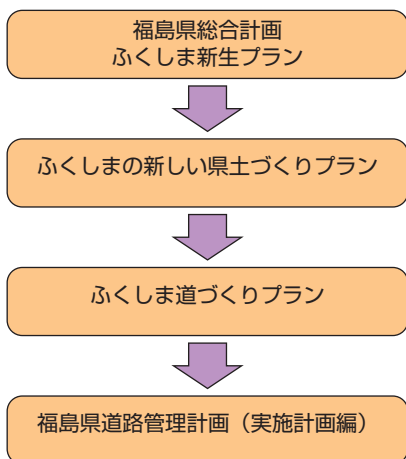 福島県総合計画
ふくしま新生プラン
ふくしまの新しい県土づくりプラン
ふくしま道づくりプラン
福島県道路管理計画（実施計画編）